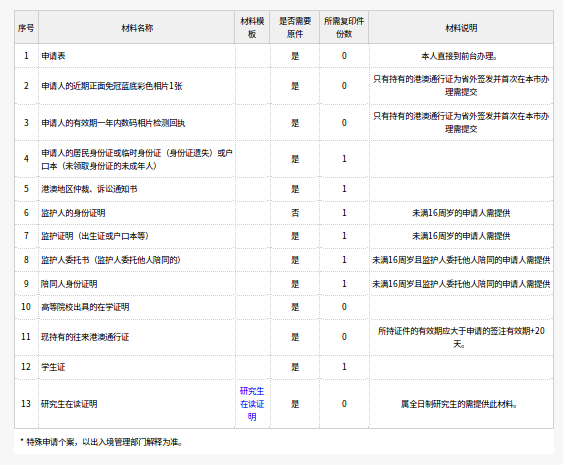 序号 材料名称 材料模板 是否需要原件 所需复印件份数 材料说明
1 申请表 是 0 本人直接到前台办理。
2 申请人的近期正面免冠蓝底彩色相片1张 是 0 只有持有的港澳通行证为省外签发并首次在本市办理需提交
3 申请人的有效期一年内数码相片检测回执 是 0 只有持有的港澳通行证为省外签发并首次在本市办理需提交
4 申请人的居民身份证或临时身份证（身份证遗失）或户口本（未领取身份证的未成年人） 是 1
5 港澳地区仲裁、诉讼通知书 是 1
6 监护人的身份证明 否 1 未满16周岁的申请人需提供
7 监护证明（出生证或户口本等） 是 1 未满16周岁的申请人需提供
8 监护人委托书（监护人委托他人陪同的） 是 1 未满16周岁且监护人委托他人陪同的申请人需提供
9 陪同人身份证明 是 1 未满16周岁且监护人委托他人陪同的申请人需提供
10 高等院校出具的在学证明 是 0
11 现持有的往来港澳通行证 是 0 所持证件的有效期应大于申请的签注有效期+20天。
12 学生证 是 1
13 研究生在读证明 研究生在读证明 是 0 属全日制研究生的需提供此材料。
* 特殊申请个案，以出入境管理部门解释为准。